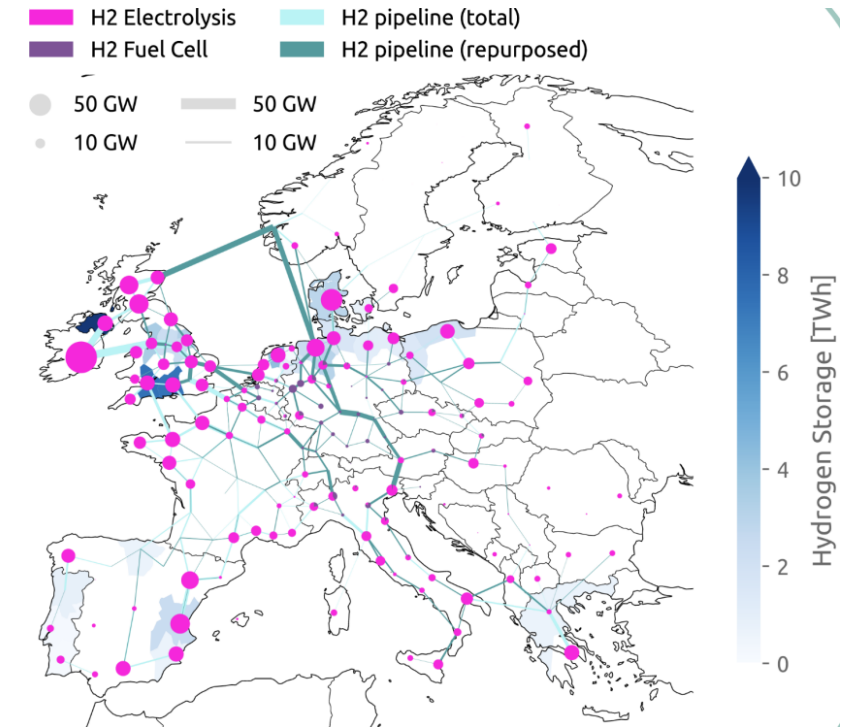 H2 Electrolysis
H2 pipeline (total)
H2 Fuel Cell
H2 pipeline (repurposed)
50 GW
50 GW
10 GW
10 GW
10
8
6
4
2
0
Hydrogen Storage [TWh]